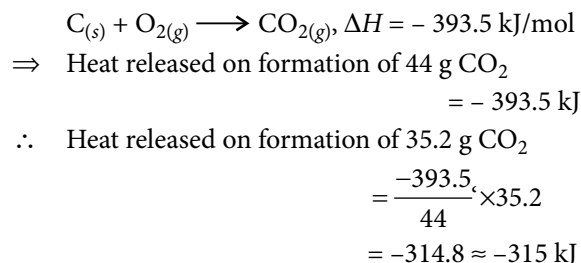 C(s) + O2(g) ⟶ CO2(g), ΔH = – 393.5 kJ/mol
⇒ Heat released on formation of 44 g CO2
= – 393.5 kJ
∴ Heat released on formation of 35.2 g CO2
= −393.5/44 ×35.2
= –314.8 ≈ –315 kJ